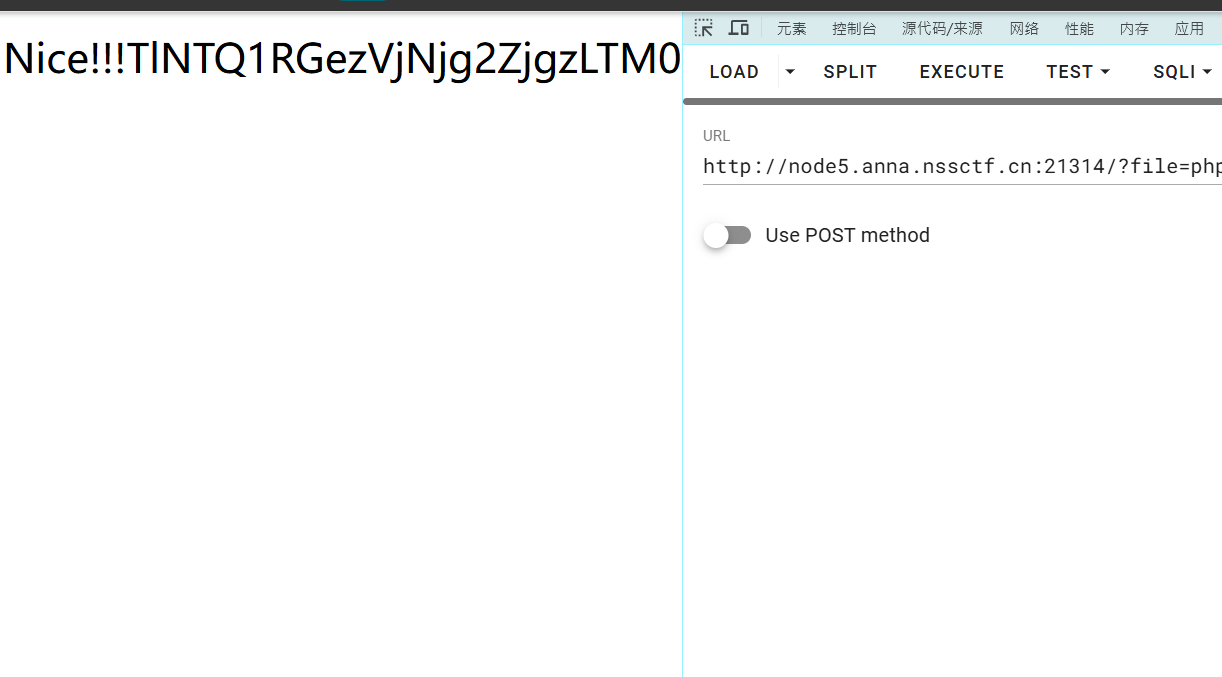 Nice!!!TlNTQ1RGezVjNjg2ZjgzLTM0
元素 控制台 源代码/来源 网络 性能 内存 应用
LOAD SPLIT EXECUTE TEST SQLI
URL
http://node5.anna.nssctf.cn:21314/?file=php
Use POST method